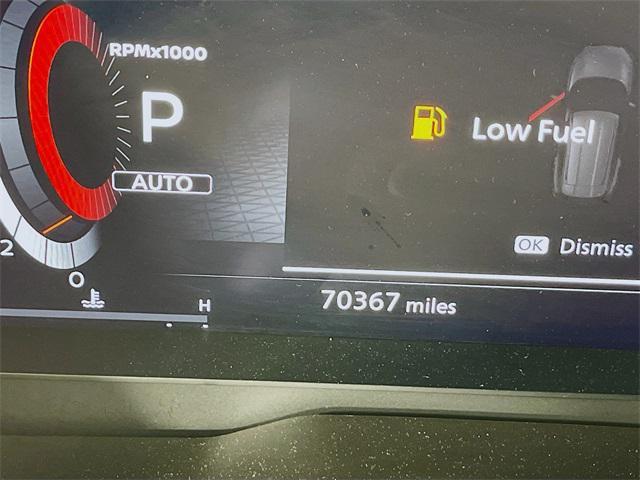 RPMx1000
P
Low Fuel
AUTO
OK Dismiss
2
0
H
70367 miles